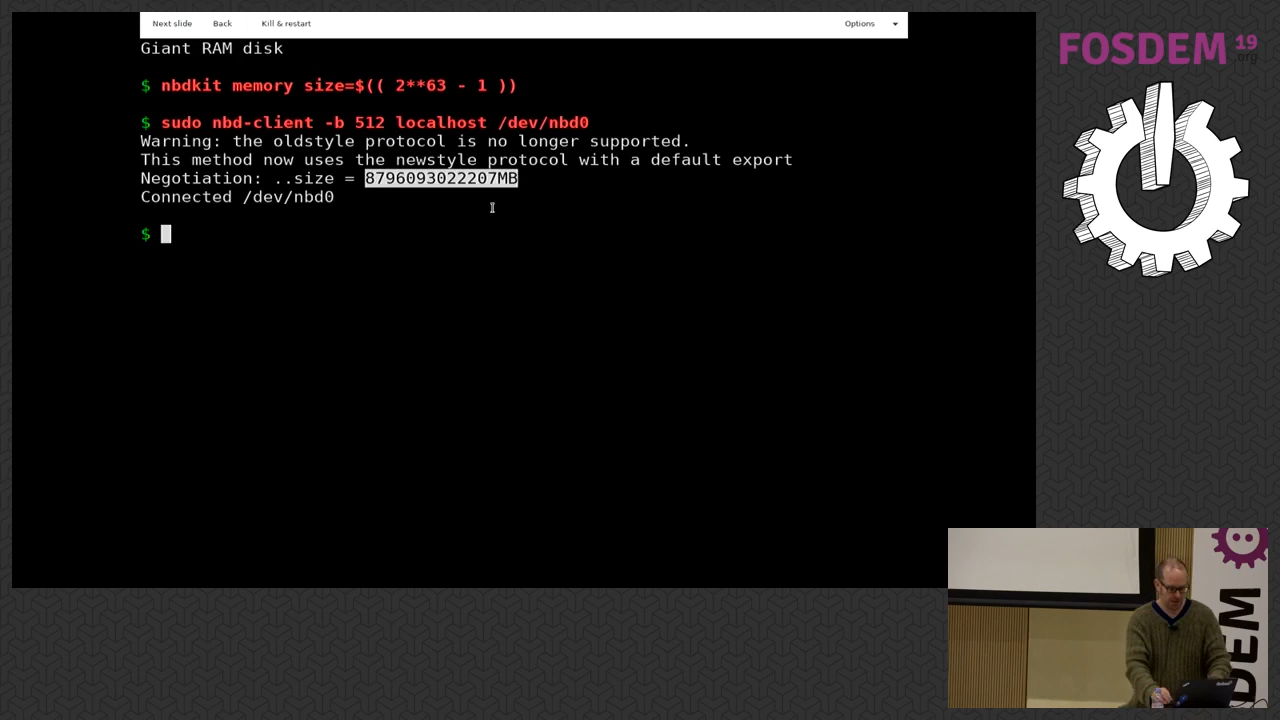 Next slide Back Kill & restart Options
Giant RAM disk
$ nbdkit memory size=$(( 2**63 - 1 ))
$ sudo nbd-client -b 512 localhost /dev/nbd0
Warning: the oldstyle protocol is no longer supported.
This method now uses the newstyle protocol with a default export
Negotiation: ..size = 8796093022207MB
Connected /dev/nbd0
$
FOSDEM 19
.org
DEM